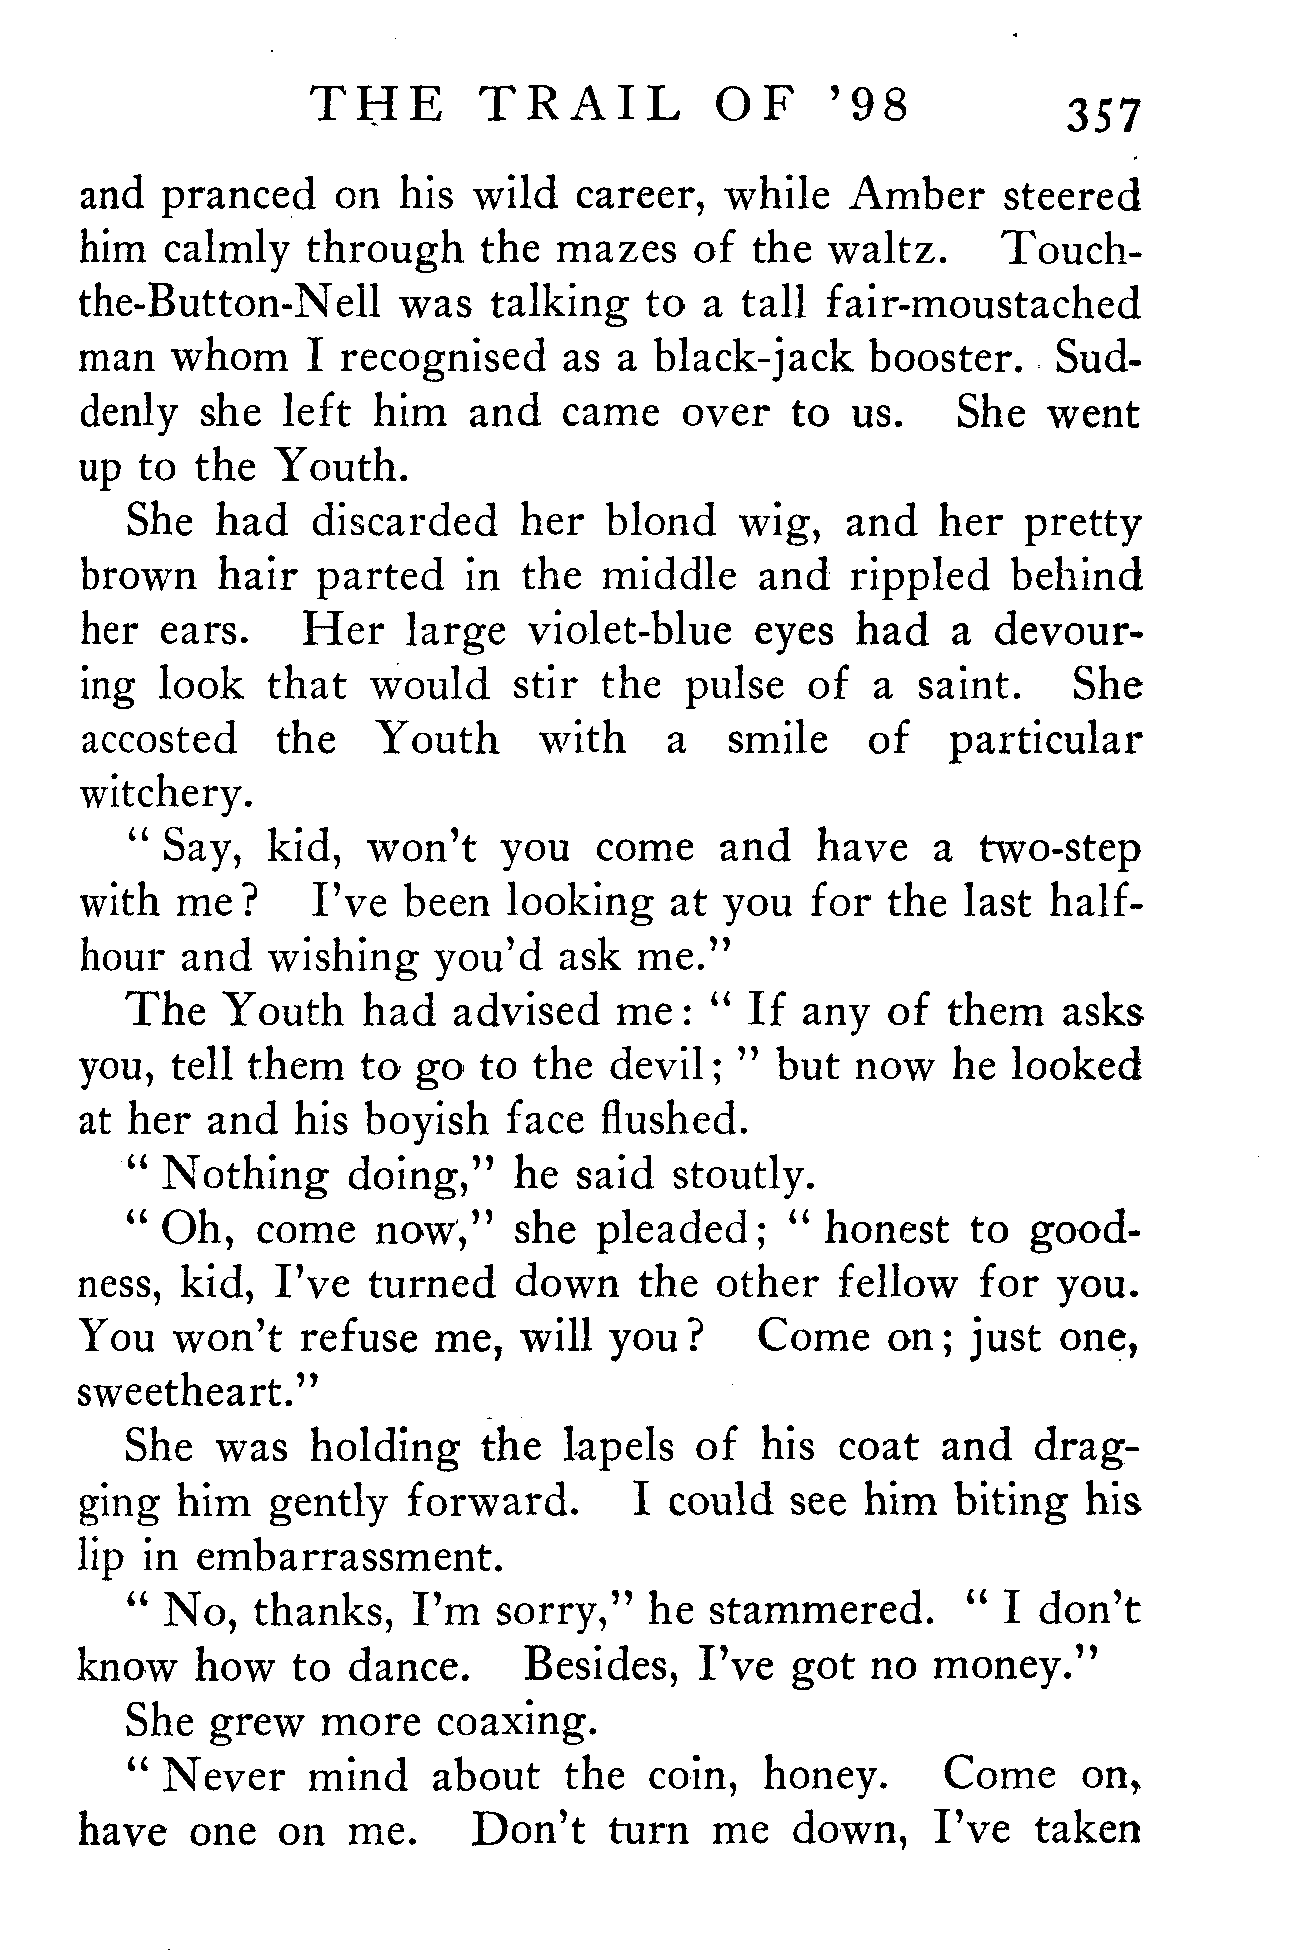 THE TRAIL OF '98 357
and pranced on his wild career, while Amber steered
him calmly through the mazes of the waltz. Touch-
the-Button-Nell was talking to a tall fair-moustached
man whom I recognised as a black-jack booster. Sud-
denly she left him and came over to us. She went
up to the Youth.
She had discarded her blond wig, and her pretty
brown hair parted in the middle and rippled behind
her ears. Her large violet-blue eyes had a devour-
ing look that would stir the pulse of a saint. She
accosted the Youth with a smile of particular
witchery.
" Say, kid, won't you come and have a two-step
with me? I've been looking at you for the last half-
hour and wishing you'd ask me."
The Youth had advised me: " If any of them asks
you, tell them to go to the devil; " but now he looked
at her and his boyish face flushed.
" Nothing doing," he said stoutly.
" Oh, come now," she pleaded; " honest to good-
ness, kid, I've turned down the other fellow for you.
You won't refuse me, will you? Come on; just one,
sweetheart."
She was holding the lapels of his coat and drag-
ging him gently forward. I could see him biting his
lip in embarrassment.
" No, thanks, I'm sorry," he stammered. " I don't
know how to dance. Besides, I've got no money."
She grew more coaxing.
" Never mind about the coin, honey. Come on,
have one on me. Don't turn me down, I've taken